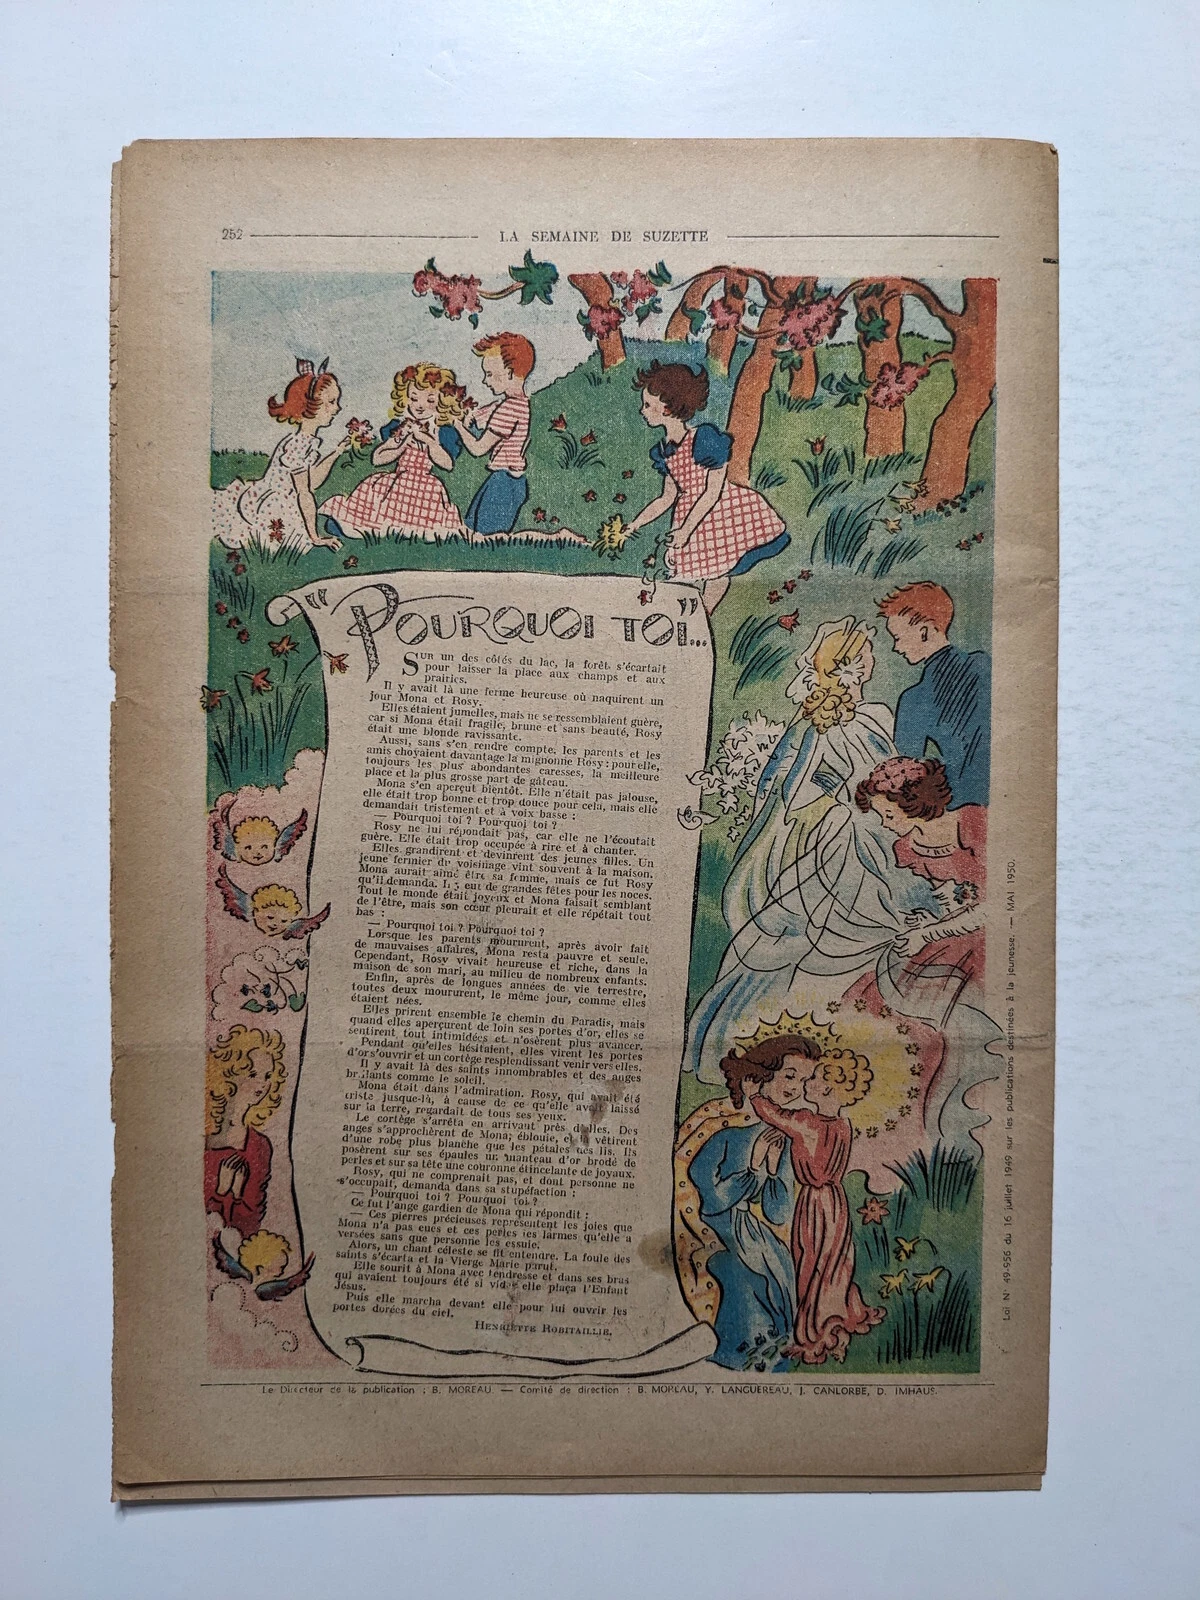 252
LA SEMAINE DE SUZETTE
"POURQUOI TOI"...
SUR un des côtés du lac, la forêt s'écartait
pour laisser la place aux champs et aux
prairies.
Il y avait là une ferme heureuse où naquirent un
jour Mona et Rosy.
Elles étaient jumelles, mais ne se ressemblaient guère,
car si Mona était fragile, brune et sans beauté, Rosy
était une blonde ravissante.
Aussi, sans s'en rendre compte, les parents et les
amis choyaient davantage la mignonne Rosy : pour elle,
toujours les plus abondantes caresses, la meilleure
place et la plus grosse part de gâteau.
Mona s'en aperçut bientôt. Elle n'était pas jalouse,
elle était trop bonne et trop douce pour cela, mais elle
demandait tristement et à voix basse :
— Pourquoi toi ? Pourquoi toi ?
Rosy ne lui répondait pas, car elle ne l'écoutait
guère. Elle était trop occupée à rire et à chanter.
Elles grandirent et devinrent des jeunes filles. Un
jeune fermier du voisinage vint souvent à la maison.
Mona aurait aimé être sa femme, mais ce fut Rosy
qu'il demanda. Il y eut de grandes fêtes pour les noces.
Tout le monde était joyeux et Mona faisait semblant
de l'être, mais son cœur pleurait et elle répétait tout
bas :
— Pourquoi toi ? Pourquoi toi ?
Lorsque les parents moururent, après avoir fait
de mauvaises affaires, Mona resta pauvre et seule.
Cependant, Rosy vivait heureuse et riche, dans la
maison de son mari, au milieu de nombreux enfants.
Enfin, après de longues années de vie terrestre,
toutes deux moururent, le même jour, comme elles
étaient nées.
Elles prirent ensemble le chemin du Paradis, mais
quand elles aperçurent de loin ses portes d'or, elles se
sentirent tout intimidées et n'osèrent plus avancer.
Pendant qu'elles hésitaient, elles virent les portes
d'or s'ouvrir et un cortège resplendissant venir vers elles.
Il y avait là des saints innombrables et des anges
brillants comme le soleil.
Mona était dans l'admiration. Rosy, qui avait été
triste jusque-là, à cause de ce qu'elle avait laissé
sur la terre, regardait de tous ses yeux.
Le cortège s'arrêta en arrivant près d'elles. Des
anges s'approchèrent de Mona, éblouie, et la vêtirent
d'une robe plus blanche que les pétales des lis. Ils
posèrent sur ses épaules un manteau d'or brodé de
perles et sur sa tête une couronne étincelante de joyaux.
Rosy, qui ne comprenait pas, et dont personne ne
s'occupait, demanda dans sa stupéfaction :
— Pourquoi toi ? Pourquoi toi ?
Ce fut l'ange gardien de Mona qui répondit :
— Ces pierres précieuses représentent les joies que
Mona n'a pas eues et ces perles les larmes qu'elle a
versées sans que personne les essuie.
Alors, un chant céleste se fit entendre. La foule des
saints s'écarta et la Vierge Marie parut.
Elle sourit à Mona avec tendresse et dans ses bras
qui avaient toujours été si vides elle plaça l'Enfant
Jésus.
Puis elle marcha devant elle pour lui ouvrir les
portes dorées du ciel.
HENRIETTE ROBITAILLIE.
Loi N° 49-956 du 16 juillet 1949 sur les publications destinées à la jeunesse. — MAI 1950.
Le Directeur de la publication : B. MOREAU. — Comité de direction : B. MOREAU, Y. LANGUEREAU, J. CANLORBE, D. IMHAUS.